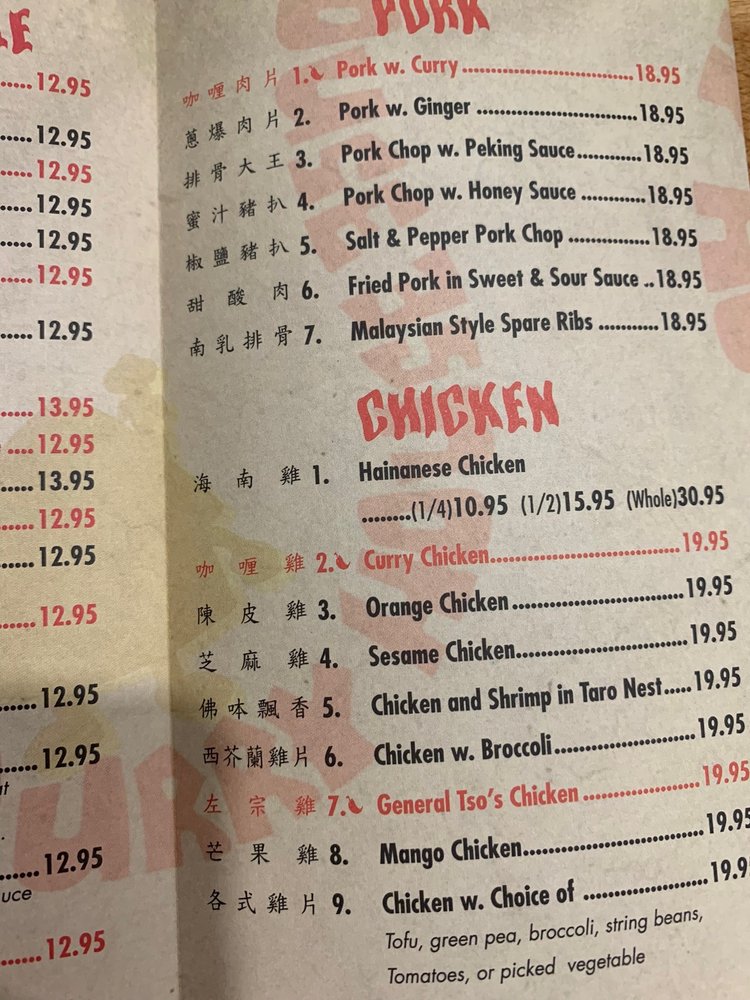 12.95
12.95
12.95
12.95
12.95
12.95
12.95
13.95
12.95
13.95
12.95
12.95
12.95
12.95
12.95
12.95
uce
12.95
PORK
咖喱肉片 1. Pork w. Curry 18.95
蔥爆肉片 2. Pork w. Ginger 18.95
排骨大王 3. Pork Chop w. Peking Sauce 18.95
蜜汁豬扒 4. Pork Chop w. Honey Sauce 18.95
椒鹽豬扒 5. Salt & Pepper Pork Chop 18.95
甜酸肉 6. Fried Pork in Sweet & Sour Sauce ..18.95
南乳排骨 7. Malaysian Style Spare Ribs 18.95
CHICKEN
海南雞 1. Hainanese Chicken
........(1/4)10.95 (1/2)15.95 (Whole)30.95
咖喱雞 2. Curry Chicken 19.95
陳皮雞 3. Orange Chicken 19.95
芝麻雞 4. Sesame Chicken 19.95
佛呠飄香 5. Chicken and Shrimp in Taro Nest.....19.95
西芥蘭雞片 6. Chicken w. Broccoli 19.95
左宗雞 7. General Tso's Chicken 19.95
芒果雞 8. Mango Chicken 19.95
各式雞片 9. Chicken w. Choice of 19.9
Tofu, green pea, broccoli, string beans,
Tomatoes, or picked vegetable